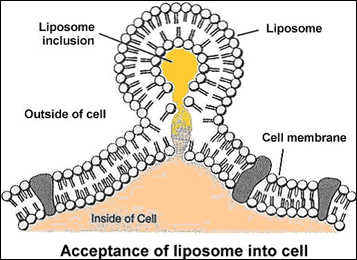 Liposome
inclusion
Liposome
Outside of cell
Cell membrane
Inside of Cell
Acceptance of liposome into cell